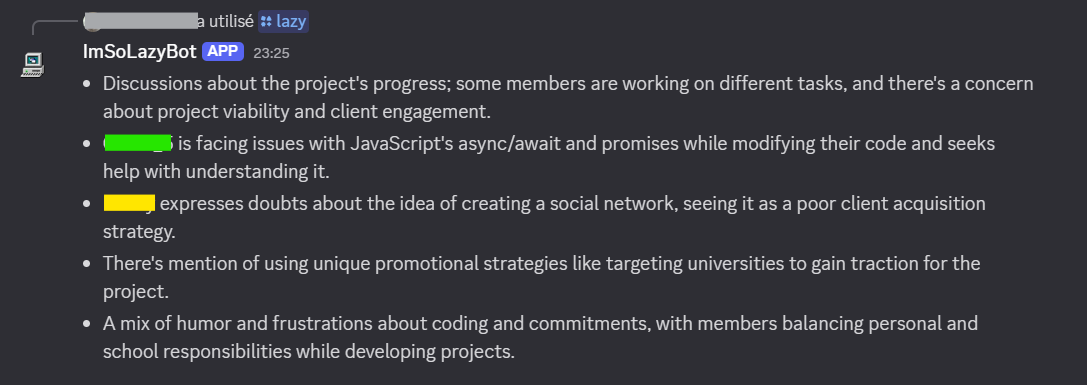 a utilisé lazy
ImSoLazyBot APP 23:25
• Discussions about the project's progress; some members are working on different tasks, and there's a concern
about project viability and client engagement.
• is facing issues with JavaScript's async/await and promises while modifying their code and seeks
help with understanding it.
• expresses doubts about the idea of creating a social network, seeing it as a poor client acquisition
strategy.
• There's mention of using unique promotional strategies like targeting universities to gain traction for the
project.
• A mix of humor and frustrations about coding and commitments, with members balancing personal and
school responsibilities while developing projects.